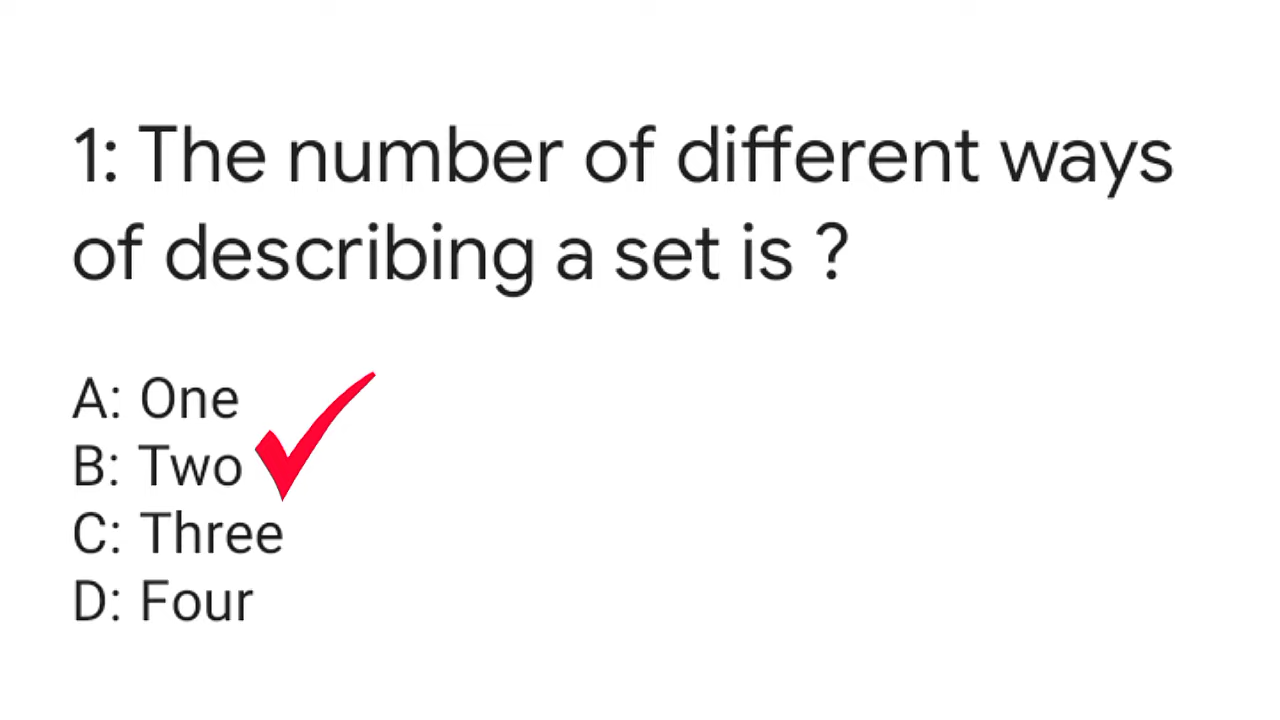 1: The number of different ways
of describing a set is ?
A: One
B: Two
C: Three
D: Four